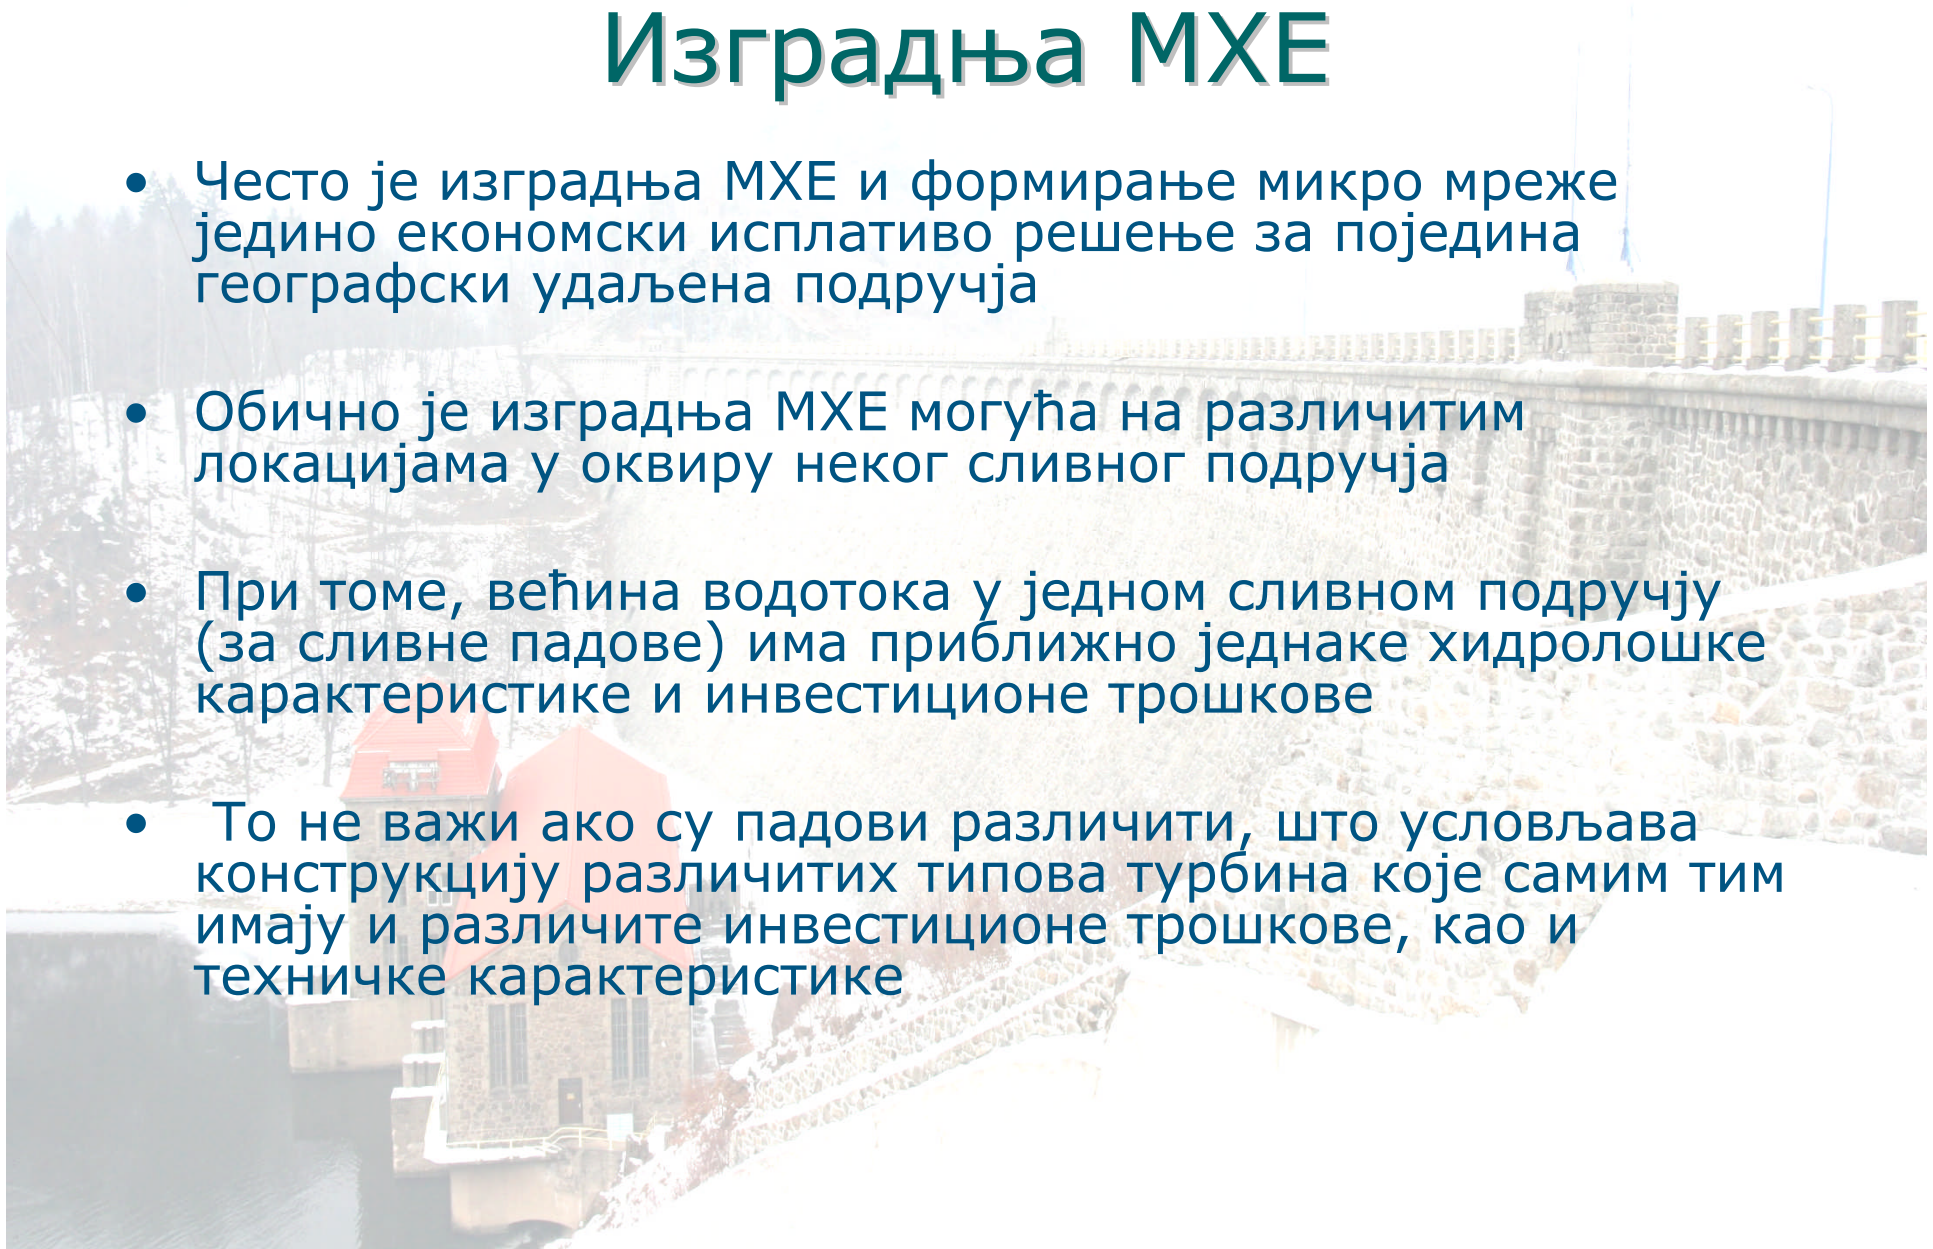 Изградња МХЕ
• Често је изградња МХЕ и формирање микро мреже
једино економски исплативо решење за поједина
географски удаљена подручја
• Обично је изградња МХЕ могућа на различитим
локацијама у оквиру неког сливног подручја
• При томе, већина водотока у једном сливном подручју
(за сливне падове) има приближно једнаке хидролошке
карактеристике и инвестиционе трошкове
• То не важи ако су падови различити, што условљава
конструкцију различитих типова турбина које самим тим
имају и различите инвестиционе трошкове, као и
техничке карактеристике